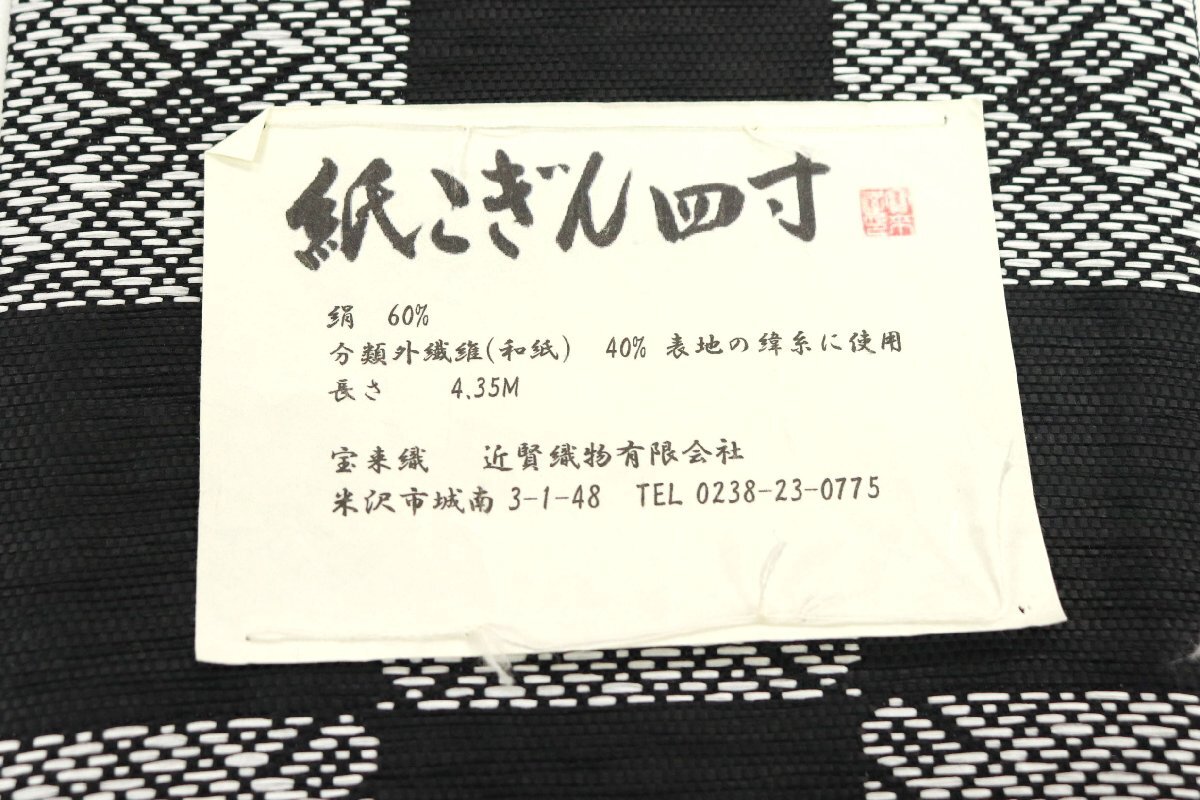 紙こぎん四寸
絹 60%
分類外繊維(和紙) 40% 表地の緯糸に使用
長さ 4.35M
宝来織 近賢織物有限会社
米沢市城南 3-1-48 TEL 0238-23-0775